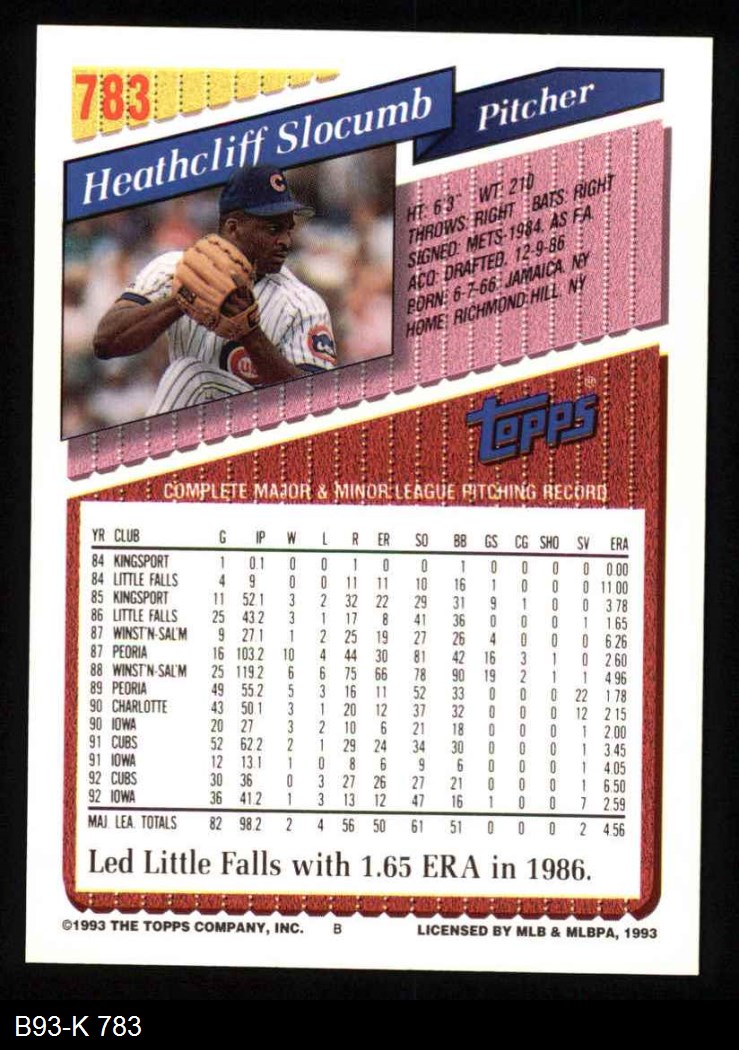 783
Heathcliff Slocumb
Pitcher
C
CUBS
HT: 6'3" WT: 210
THROWS: RIGHT BATS: RIGHT
SIGNED: METS-1984, AS F.A.
ACQ: DRAFTED, 12-9-86
BORN: 6-7-66, JAMAICA, NY
HOME: RICHMOND HILL, NY
topps®
COMPLETE MAJOR & MINOR LEAGUE PITCHING RECORD
YR CLUB G IP W L R ER SO BB GS CG SHO SV ERA
84 KINGSPORT 1 0.1 0 0 1 0 0 1 0 0 0 0 0.00
84 LITTLE FALLS 4 9 0 0 11 11 10 16 1 0 0 0 11.00
85 KINGSPORT 11 52.1 3 2 32 22 29 31 9 1 0 0 3.78
86 LITTLE FALLS 25 43.2 3 1 17 8 41 36 0 0 0 1 1.65
87 WINST'N-SAL'M 9 27.1 1 2 25 19 27 26 4 0 0 0 6.26
87 PEORIA 16 103.2 10 4 44 30 81 42 16 3 1 0 2.60
88 WINST'N-SAL'M 25 119.2 6 6 75 66 78 90 19 2 1 1 4.96
89 PEORIA 49 55.2 5 3 16 11 52 33 0 0 0 22 1.78
90 CHARLOTTE 43 50.1 3 1 20 12 37 32 0 0 0 12 2.15
90 IOWA 20 27 3 2 10 6 21 18 0 0 0 1 2.00
91 CUBS 52 62.2 2 1 29 24 34 30 0 0 0 1 3.45
91 IOWA 12 13.1 1 0 8 6 9 6 0 0 0 1 4.05
92 CUBS 30 36 0 3 27 26 27 21 0 0 0 1 6.50
92 IOWA 36 41.2 1 3 13 12 47 16 1 0 0 7 2.59
MAJ. LEA. TOTALS 82 98.2 2 4 56 50 61 51 0 0 0 2 4.56
Led Little Falls with 1.65 ERA in 1986.
©1993 THE TOPPS COMPANY, INC. B LICENSED BY MLB & MLBPA, 1993
B93-K 783